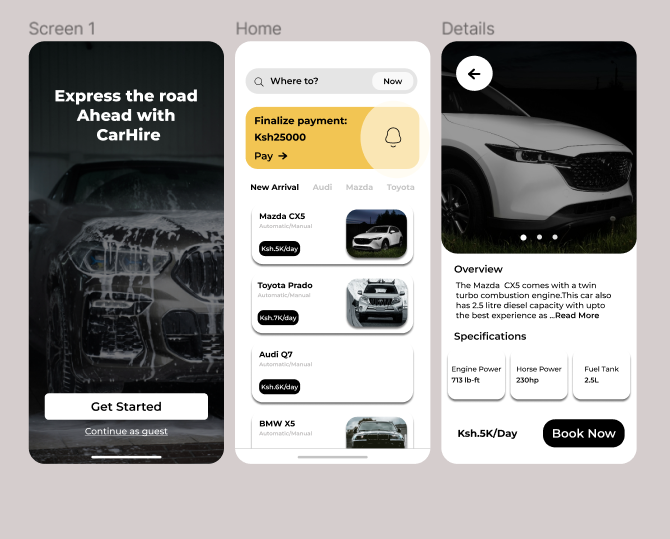 Screen 1
Express the road
Ahead with
CarHire
Get Started
Continue as guest
Home
Where to?
Now
Finalize payment:
Ksh25000
Pay →
New Arrival Audi Mazda Toyota
Mazda CX5
Automatic/Manual
Ksh.5K/day
Toyota Prado
Automatic/Manual
Ksh.7K/day
Audi Q7
Ksh.6K/day
BMW X5
Automatic/Manual
Details
Overview
The Mazda CX5 comes with a twin
turbo combustion engine.This car also
has 2.5 litre diesel capacity with upto
the best experience as ...Read More
Specifications
Engine Power
713 lb-ft
Horse Power
230hp
Fuel Tank
2.5L
Ksh.5K/Day
Book Now